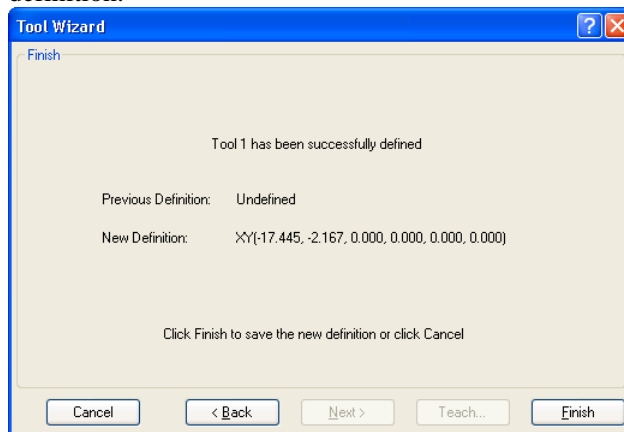 Tool Wizard
Finish
Tool 1 has been successfully defined
Previous Definition: Undefined
New Definition: XY(-17.445, -2.167, 0.000, 0.000, 0.000, 0.000)
Click Finish to save the new definition or click Cancel
Cancel < Back Next > Teach... Finish